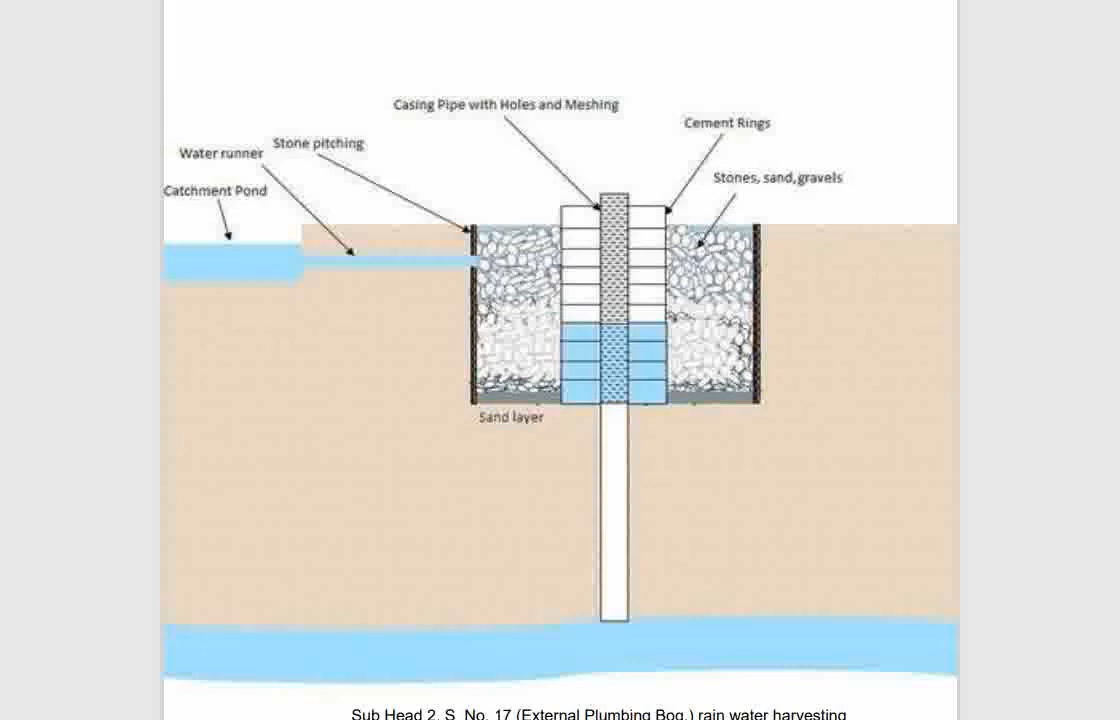 Casing Pipe with Holes and Meshing
Cement Rings
Stone pitching
Water runner
Stones, sand, gravels
Catchment Pond
Sand layer
Sub Head 2. S No. 17 (External Plumbing Boq.) rain water harvesting